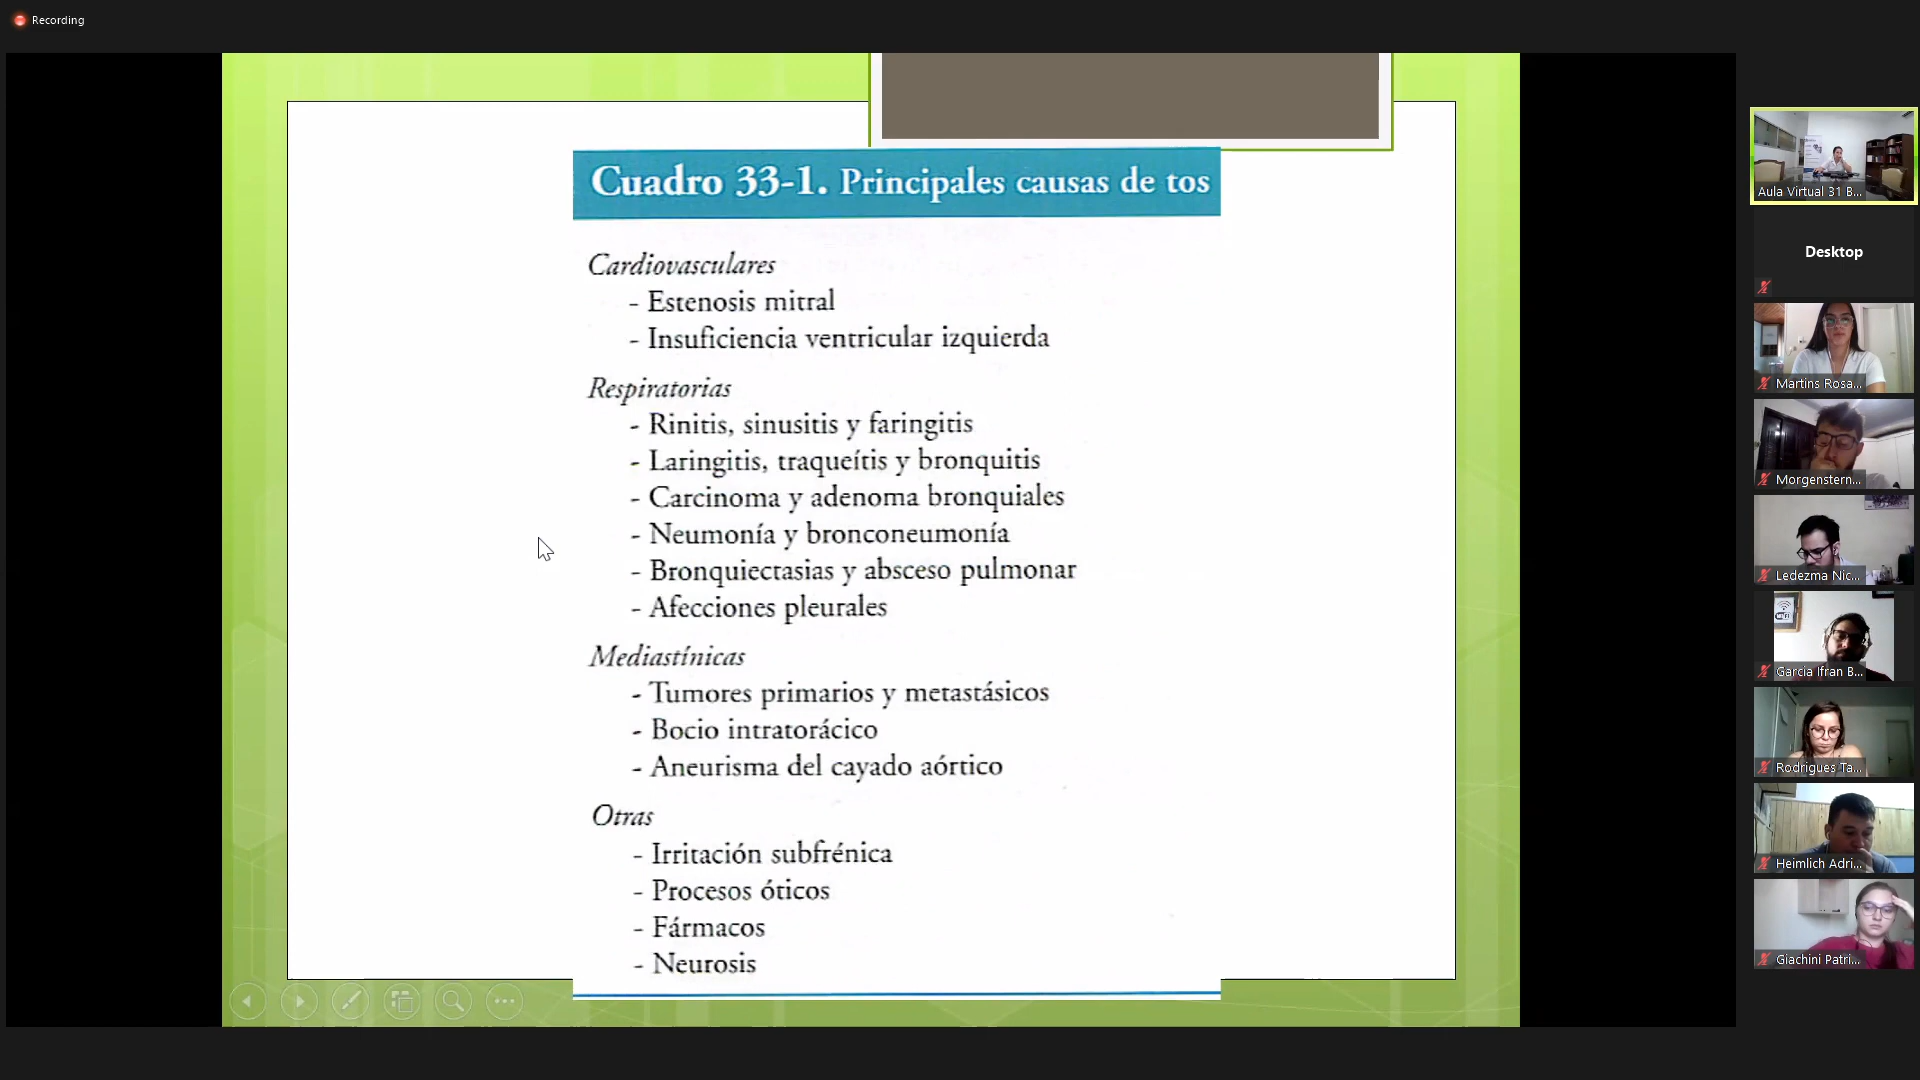 Recording
Cuadro 33-1. Principales causas de tos
Cardiovasculares
- Estenosis mitral
- Insuficiencia ventricular izquierda
Respiratorias
- Rinitis, sinusitis y faringitis
- Laringitis, traqueítis y bronquitis
- Carcinoma y adenoma bronquiales
- Neumonía y bronconeumonía
- Bronquiectasias y absceso pulmonar
- Afecciones pleurales
Mediastínicas
- Tumores primarios y metastásicos
- Bocio intratorácico
- Aneurisma del cayado aórtico
Otras
- Irritación subfrénica
- Procesos óticos
- Fármacos
- Neurosis
Aula Virtual 31 B...
Desktop
Martins Rosa...
Morgenstern...
Ledezma Nic...
Garcia Ifran B...
Rodrigues Ta...
Heimlich Adri...
Giachini Patri...